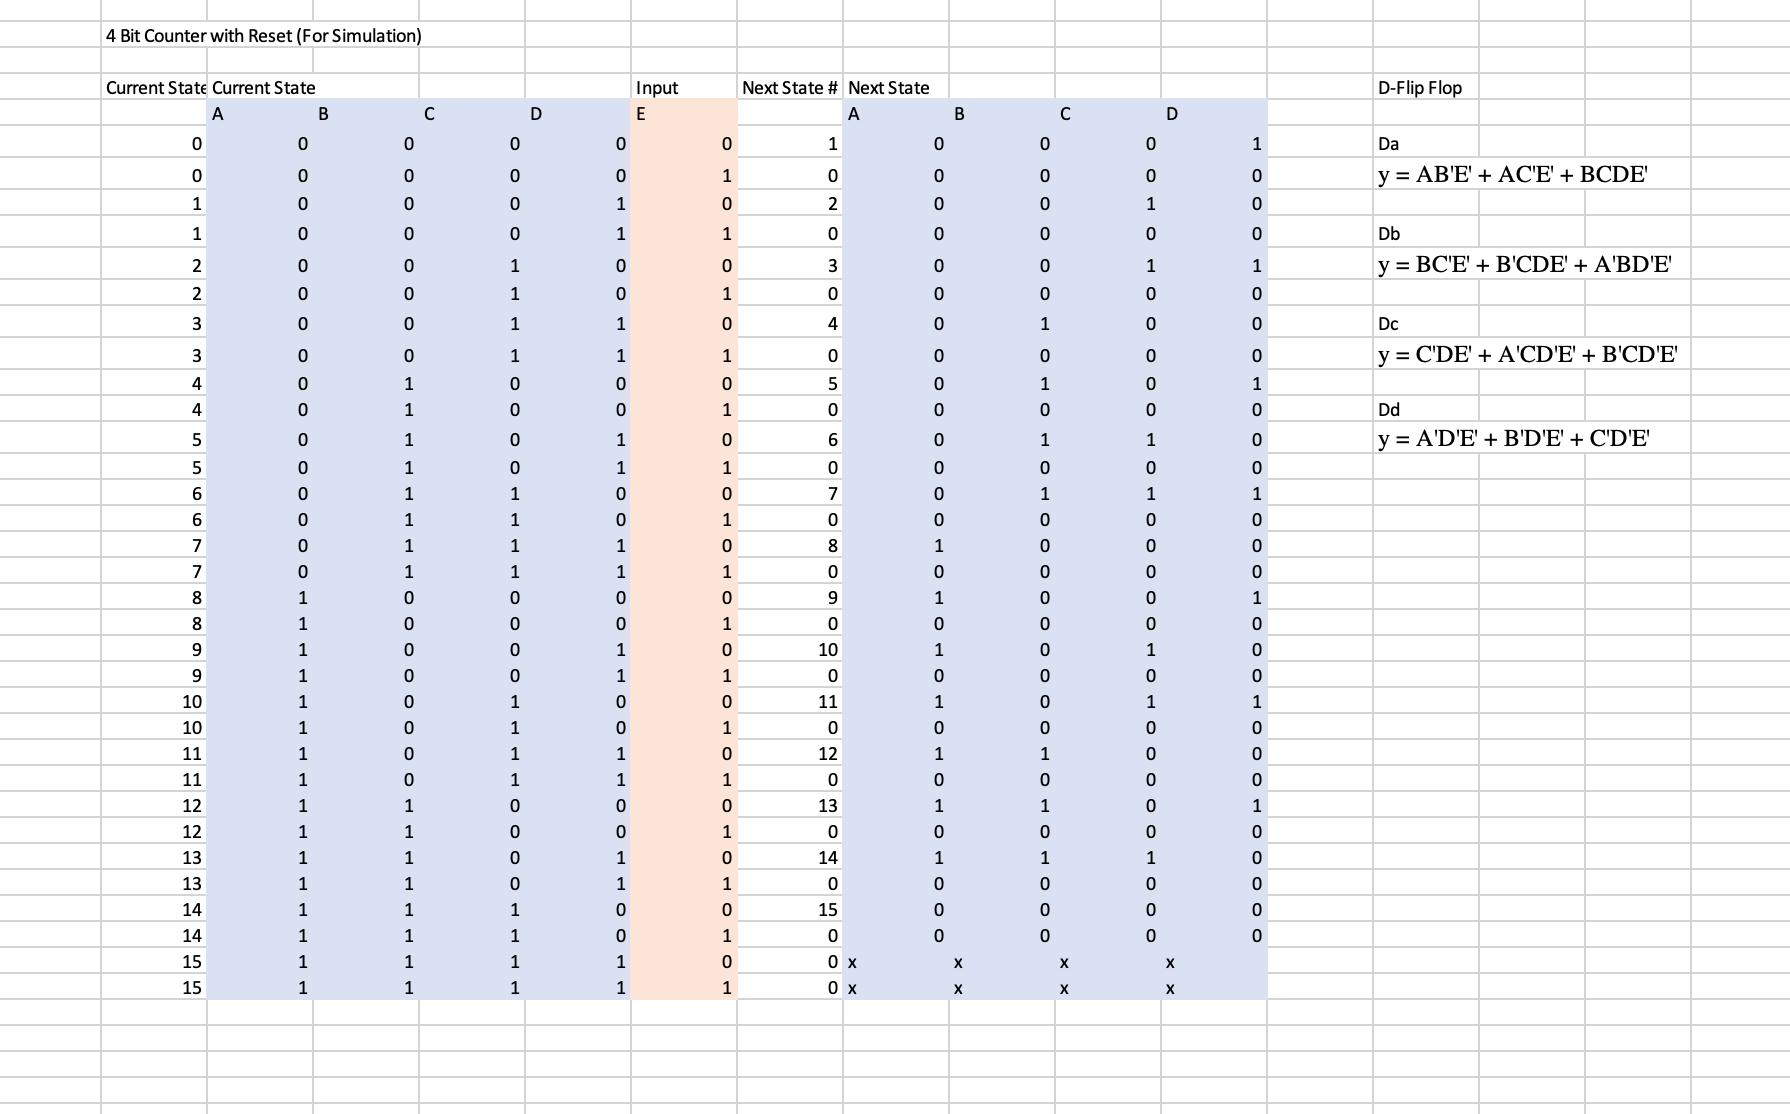 4 Bit Counter with Reset (For Simulation)
Current State Current State Input Next State # Next State D-Flip Flop
A B C D E A B C D
0 0 0 0 0 0 1 0 0 0 1 Da
0 0 0 0 0 1 0 0 0 0 0 y = AB'E' + AC'E' + BCDE'
1 0 0 0 1 0 2 0 0 1 0
1 0 0 0 1 1 0 0 0 0 0 Db
2 0 0 1 0 0 3 0 0 1 1 y = BC'E' + B'CDE' + A'BD'E'
2 0 0 1 0 1 0 0 0 0 0
3 0 0 1 1 0 4 0 1 0 0 Dc
3 0 0 1 1 1 0 0 0 0 0 y = C'DE' + A'CD'E' + B'CD'E'
4 0 1 0 0 0 5 0 1 0 1
4 0 1 0 0 1 0 0 0 0 0 Dd
5 0 1 0 1 0 6 0 1 1 0 y = A'D'E' + B'D'E' + C'D'E'
5 0 1 0 1 1 0 0 0 0 0
6 0 1 1 0 0 7 0 1 1 1
6 0 1 1 0 1 0 0 0 0 0
7 0 1 1 1 0 8 1 0 0 0
7 0 1 1 1 1 0 0 0 0 0
8 1 0 0 0 0 9 1 0 0 1
8 1 0 0 0 1 0 0 0 0 0
9 1 0 0 1 0 10 1 0 1 0
9 1 0 0 1 1 0 0 0 0 0
10 1 0 1 0 0 11 1 0 1 1
10 1 0 1 0 1 0 0 0 0 0
11 1 0 1 1 0 12 1 1 0 0
11 1 0 1 1 1 0 0 0 0 0
12 1 1 0 0 0 13 1 1 0 1
12 1 1 0 0 1 0 0 0 0 0
13 1 1 0 1 0 14 1 1 1 0
13 1 1 0 1 1 0 0 0 0 0
14 1 1 1 0 0 15 0 0 0 0
14 1 1 1 0 1 0 0 0 0 0
15 1 1 1 1 0 0 x x x x
15 1 1 1 1 1 0 x x x x